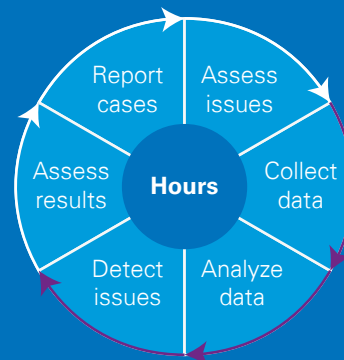 Report
cases
Assess
issues
Assess
results
Hours
Collect
data
Detect
issues
Analyze
data